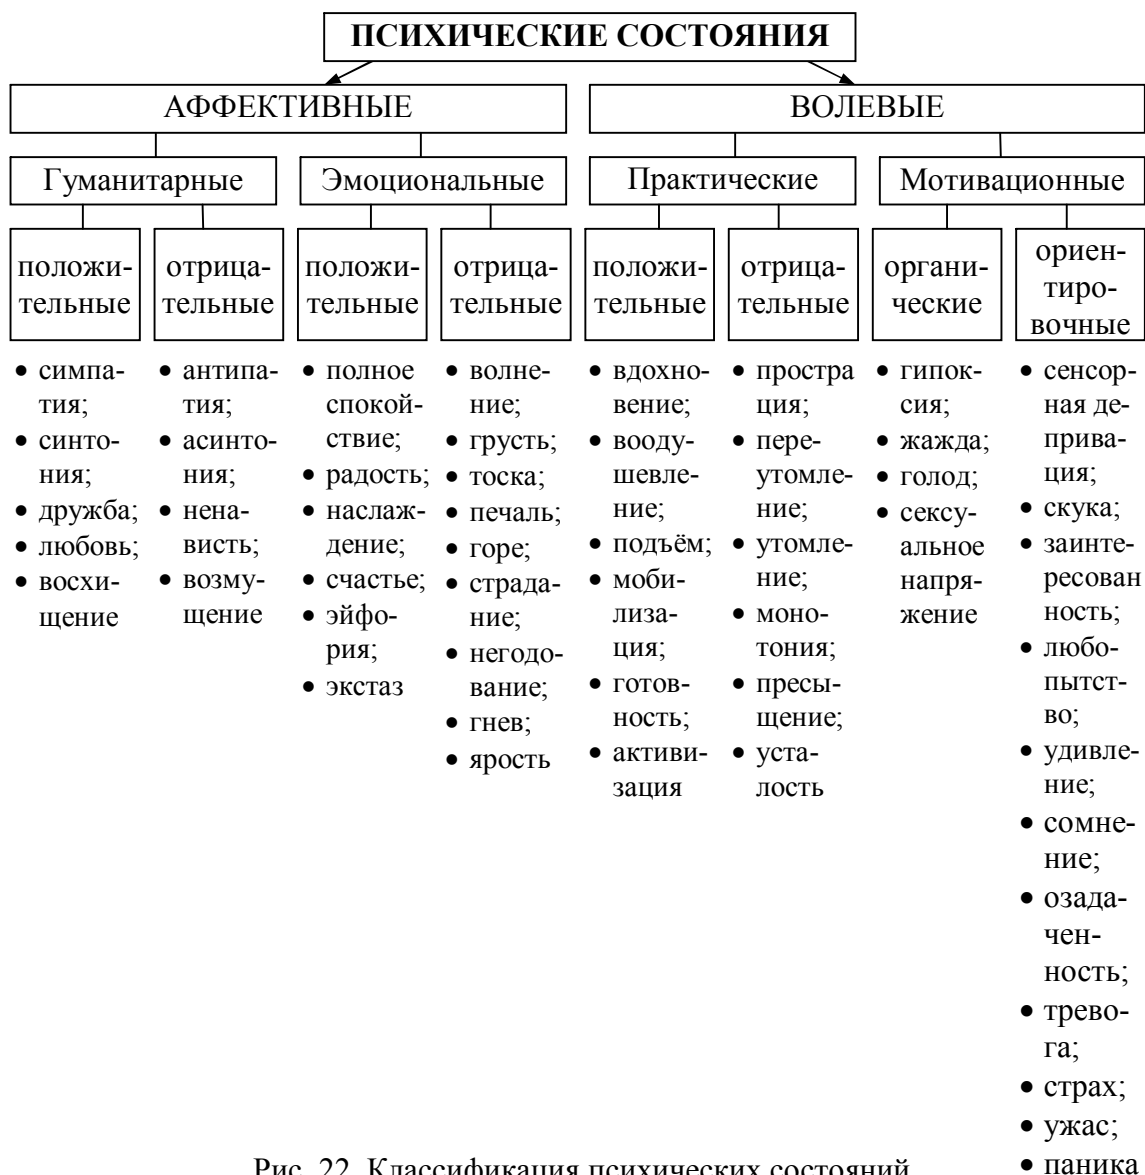 ПСИХИЧЕСКИЕ СОСТОЯНИЯ
АФФЕКТИВНЫЕ
ВОЛЕВЫЕ
Гуманитарные
Эмоциональные
Практические
Мотивационные
положи-
тельные
отрица-
тельные
положи-
тельные
отрица-
тельные
положи-
тельные
отрица-
тельные
органи-
ческие
ориен-
тиро-
вочные
• симпа-
тия;
• синто-
ния;
• дружба;
• любовь;
• восхи-
щение
• антипа-
тия;
• асинто-
ния;
• нена-
висть;
• возму-
щение
• полное
спокой-
ствие;
• радость;
• наслаж-
дение;
• счастье;
• эйфо-
рия;
• экстаз
• волне-
ние;
• грусть;
• тоска;
• печаль;
• горе;
• страда-
ние;
• негодо-
вание;
• гнев;
• ярость
• вдохно-
вение;
• вооду-
шевле-
ние;
• подъём;
• моби-
лиза-
ция;
• готов-
ность;
• активи-
зация
• простра
ция;
• пере-
утомле-
ние;
• утомле-
ние;
• моно-
тония;
• пресы-
щение;
• уста-
лость
• гипок-
сия;
• жажда;
• голод;
• сексу-
альное
напря-
жение
• сенсор-
ная де-
прива-
ция;
• скука;
• заинте-
ресован
ность;
• любо-
пытст-
во;
• удивле-
ние;
• сомне-
ние;
• озада-
чен-
ность;
• трево-
га;
• страх;
• ужас;
• паника
Рис. 22. Классификация психических состояний